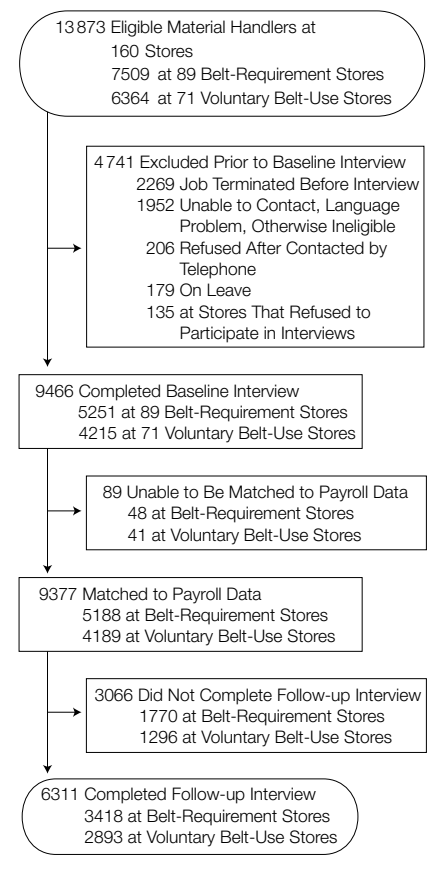 13873 Eligible Material Handlers at
160 Stores
7509 at 89 Belt-Requirement Stores
6364 at 71 Voluntary Belt-Use Stores
4741 Excluded Prior to Baseline Interview
2269 Job Terminated Before Interview
1952 Unable to Contact, Language
Problem, Otherwise Ineligible
206 Refused After Contacted by
Telephone
179 On Leave
135 at Stores That Refused to
Participate in Interviews
9466 Completed Baseline Interview
5251 at 89 Belt-Requirement Stores
4215 at 71 Voluntary Belt-Use Stores
89 Unable to Be Matched to Payroll Data
48 at Belt-Requirement Stores
41 at Voluntary Belt-Use Stores
9377 Matched to Payroll Data
5188 at Belt-Requirement Stores
4189 at Voluntary Belt-Use Stores
3066 Did Not Complete Follow-up Interview
1770 at Belt-Requirement Stores
1296 at Voluntary Belt-Use Stores
6311 Completed Follow-up Interview
3418 at Belt-Requirement Stores
2893 at Voluntary Belt-Use Stores